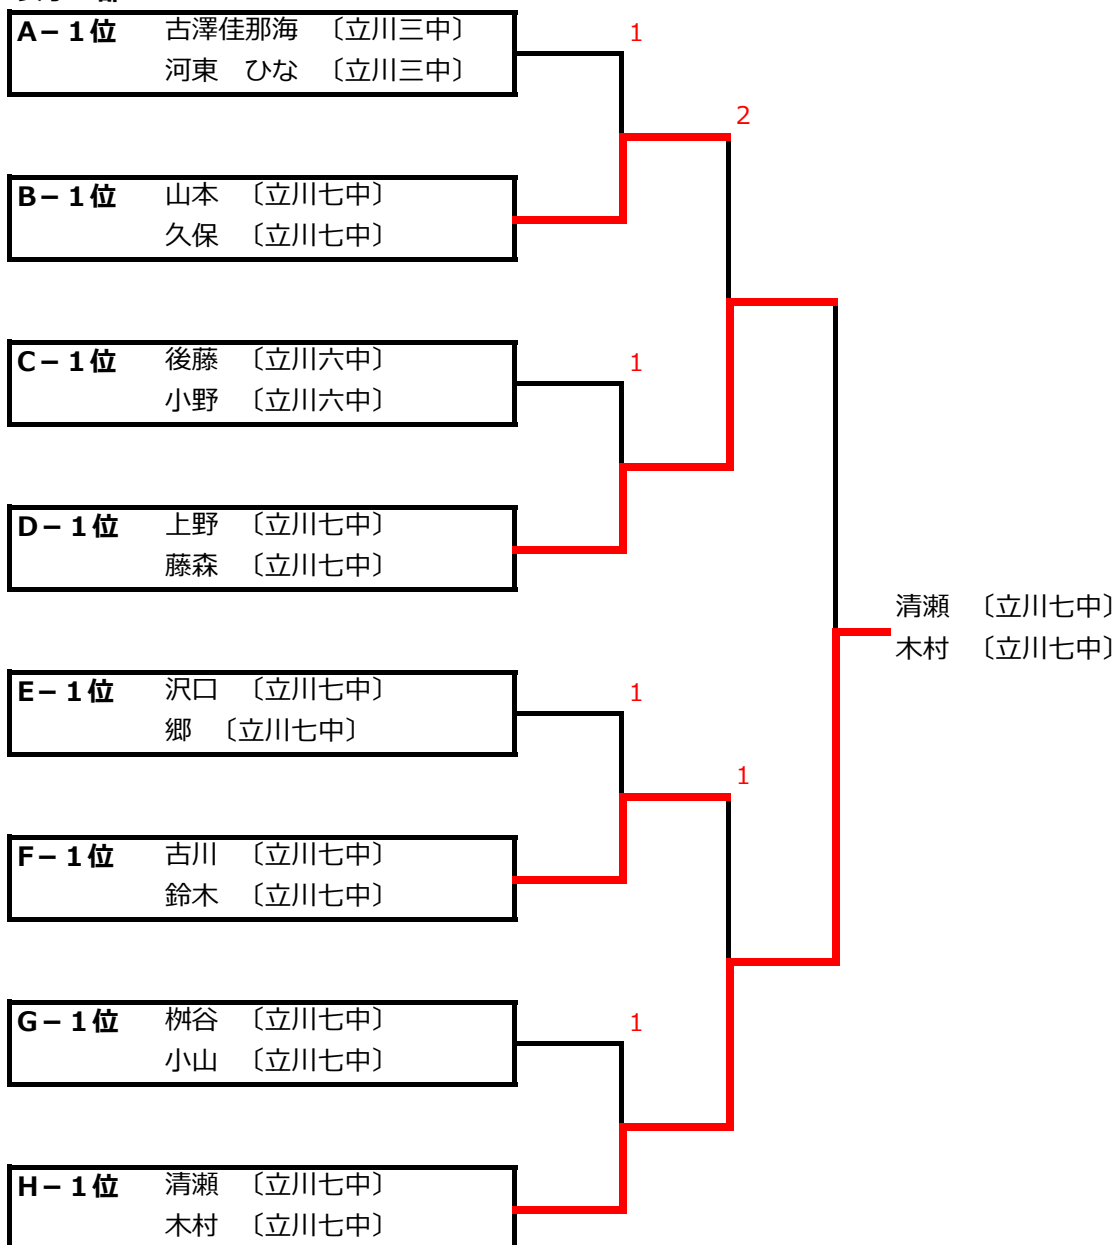 A－１位 古澤佳那海 〔立川三中〕 1
河東 ひな 〔立川三中〕
2
B－１位 山本 〔立川七中〕
久保 〔立川七中〕
C－１位 後藤 〔立川六中〕 1
小野 〔立川六中〕
D－１位 上野 〔立川七中〕
藤森 〔立川七中〕
清瀬 〔立川七中〕
木村 〔立川七中〕
E－１位 沢口 〔立川七中〕 1
郷 〔立川七中〕
1
F－１位 古川 〔立川七中〕
鈴木 〔立川七中〕
G－１位 桝谷 〔立川七中〕 1
小山 〔立川七中〕
H－１位 清瀬 〔立川七中〕
木村 〔立川七中〕